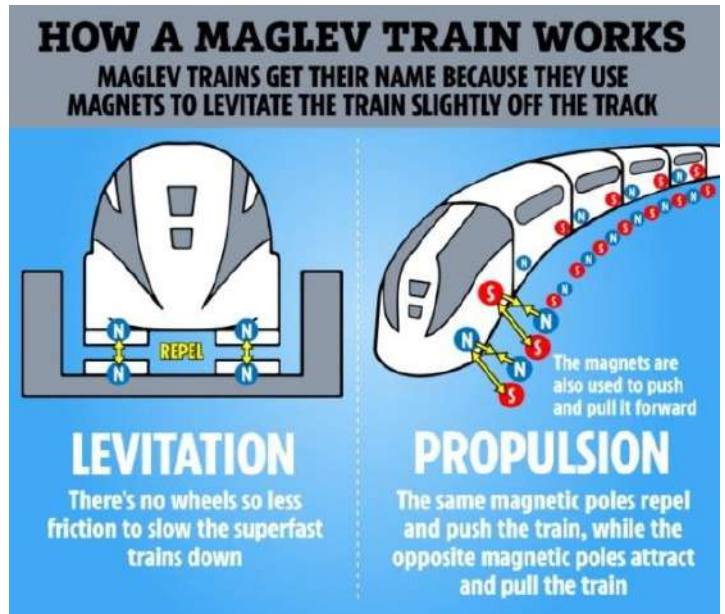 HOW A MAGLEV TRAIN WORKS
MAGLEV TRAINS GET THEIR NAME BECAUSE THEY USE
MAGNETS TO LEVITATE THE TRAIN SLIGHTLY OFF THE TRACK
N N
REPEL
N N
LEVITATION
There's no wheels so less
friction to slow the superfast
trains down
S N S N S N S
N S N S N S N S N S N S
S N
N S
N
S
The magnets are
also used to push
and pull it forward
PROPULSION
The same magnetic poles repel
and push the train, while the
opposite magnetic poles attract
and pull the train